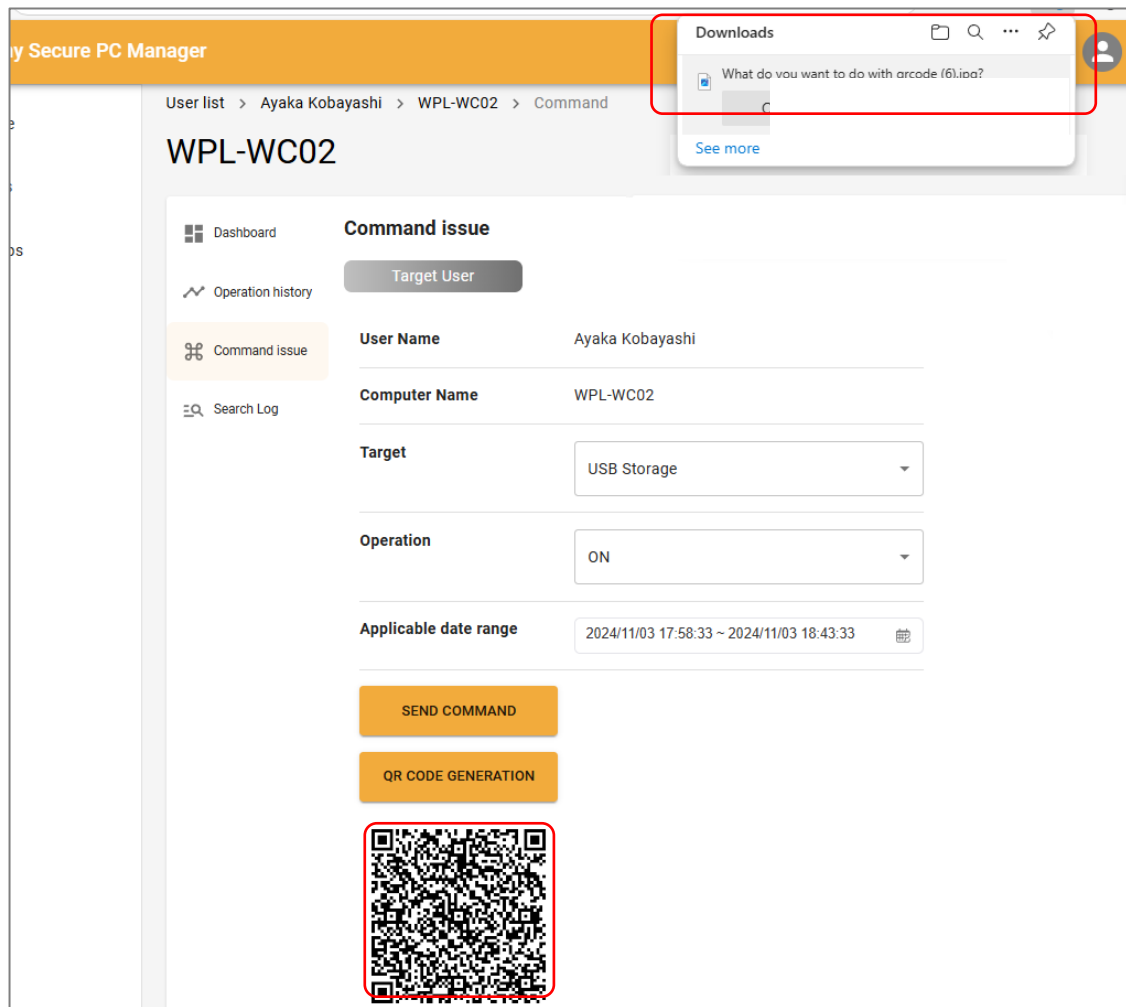 y Secure PC Manager
Downloads
What do you want to do with qrcode (6).jpg?
See more
User list > Ayaka Kobayashi > WPL-WC02 > Command
WPL-WC02
Dashboard
Operation history
Command issue
Search Log
Command issue
Target User
User Name
Ayaka Kobayashi
Computer Name
WPL-WC02
Target
USB Storage
Operation
ON
Applicable date range
2024/11/03 17:58:33 ~ 2024/11/03 18:43:33
SEND COMMAND
QR CODE GENERATION